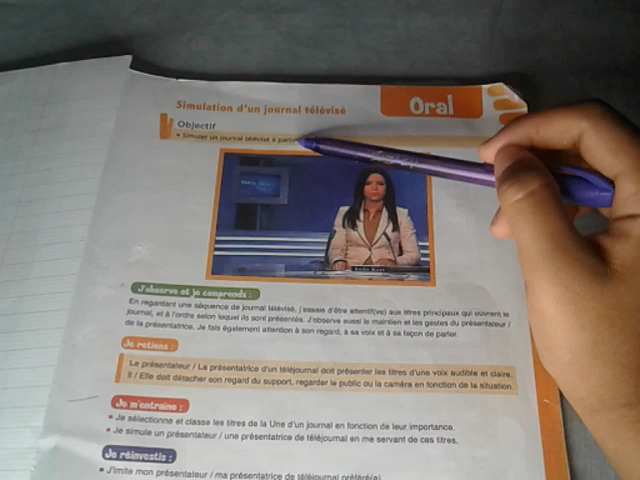 Simulation d'un journal télévisé
Oral
Objectif
• Simuler un journal télévisé à
J'observe et je comprends :
En regardant une séquence de journal télévisé, j'essaie d'être attentif(ve) aux titres principaux qui ouvrent le
journal, et à l'ordre selon lequel ils sont présentés. J'observe aussi le maintien et les gestes du présentateur /
de la présentatrice. Je fais également attention à son regard, à sa voix et à sa façon de parler.
Je retiens :
Le présentateur / La présentatrice d'un téléjournal doit présenter les titres d'une voix audible et claire.
Il / Elle doit détacher son regard du support, regarder le public ou la caméra en fonction de la situation
Je m'entraîne :
• Je sélectionne et classe les titres de la Une d'un journal en fonction de leur importance.
• Je simule un présentateur / une présentatrice de téléjournal en me servant de ces titres.
Je réinvestis :
• J'imite mon présentateur / ma présentatrice de téléjournal préféré(e)